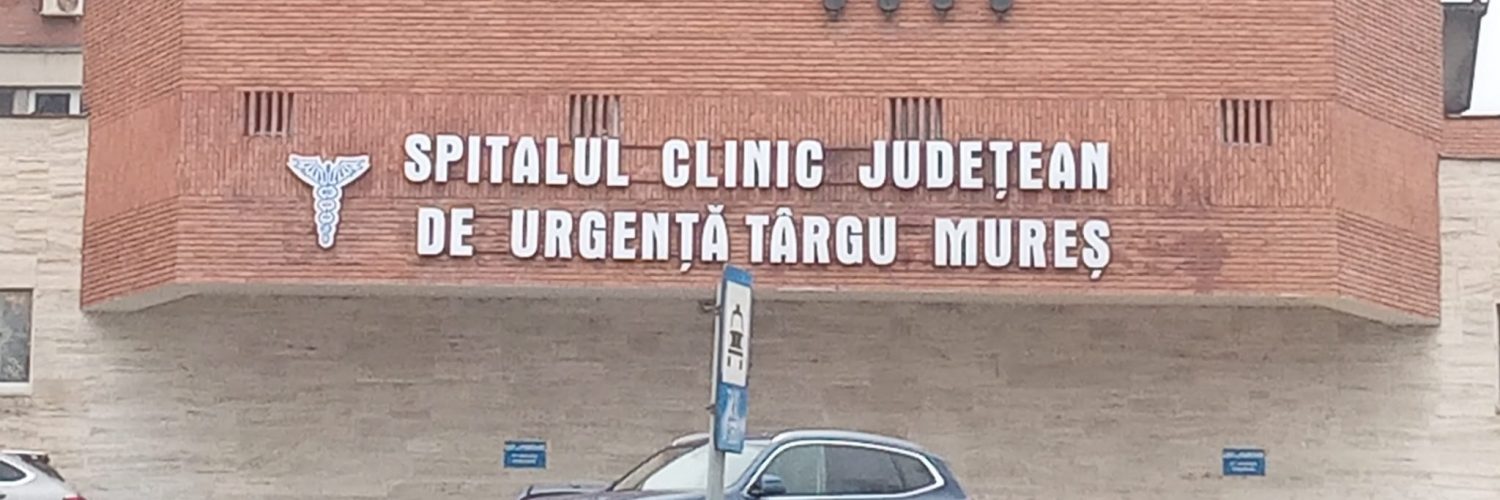 SPITALUL CLINIC JUDEȚEAN
DE URGENȚĂ TÂRGU MUREȘ